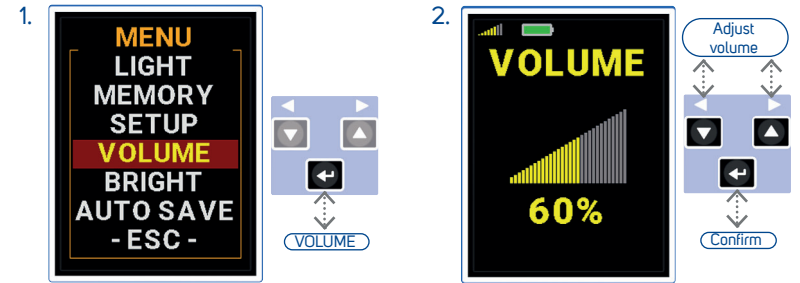 1.
MENU
LIGHT
MEMORY
SETUP
VOLUME
BRIGHT
AUTO SAVE
- ESC -
VOLUME
2.
VOLUME
60%
Adjust
volume
Confirm